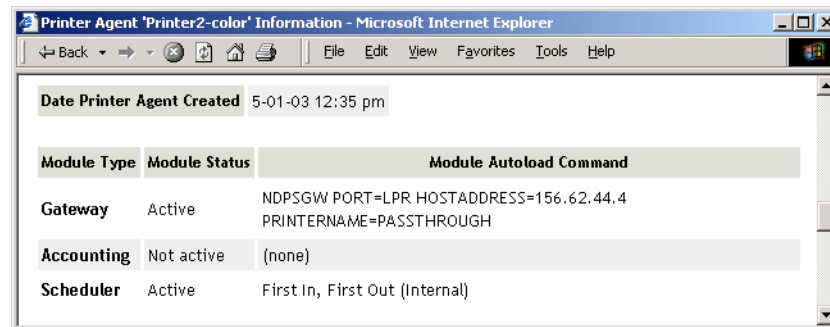 Printer Agent 'Printer2-color' Information - Microsoft Internet Explorer
Back File Edit View Favorites Tools Help
Date Printer Agent Created 5-01-03 12:35 pm
Module Type Module Status Module Autoload Command
Gateway Active NDPSGW PORT=LPR HOSTADDRESS=156.62.44.4
PRINTERNAME=PASSTHROUGH
Accounting Not active (none)
Scheduler Active First In, First Out (Internal)